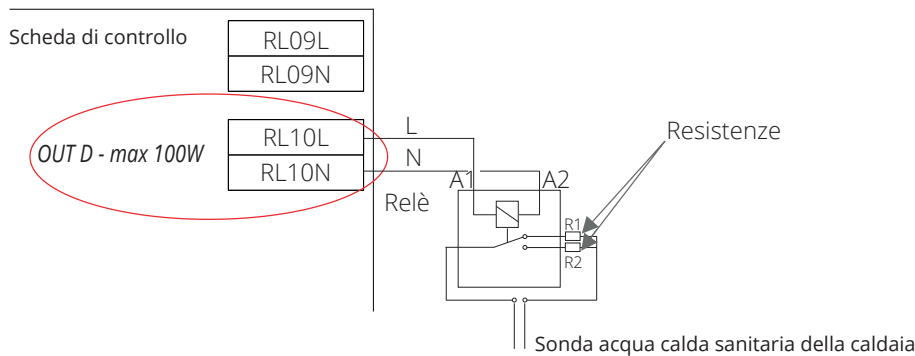 Scheda di controllo
RL09L
RL09N
OUT D - max 100W
RL10L
RL10N
L
N
A1
A2
Relè
Resistenze
R1
R2
Sonda acqua calda sanitaria della caldaia